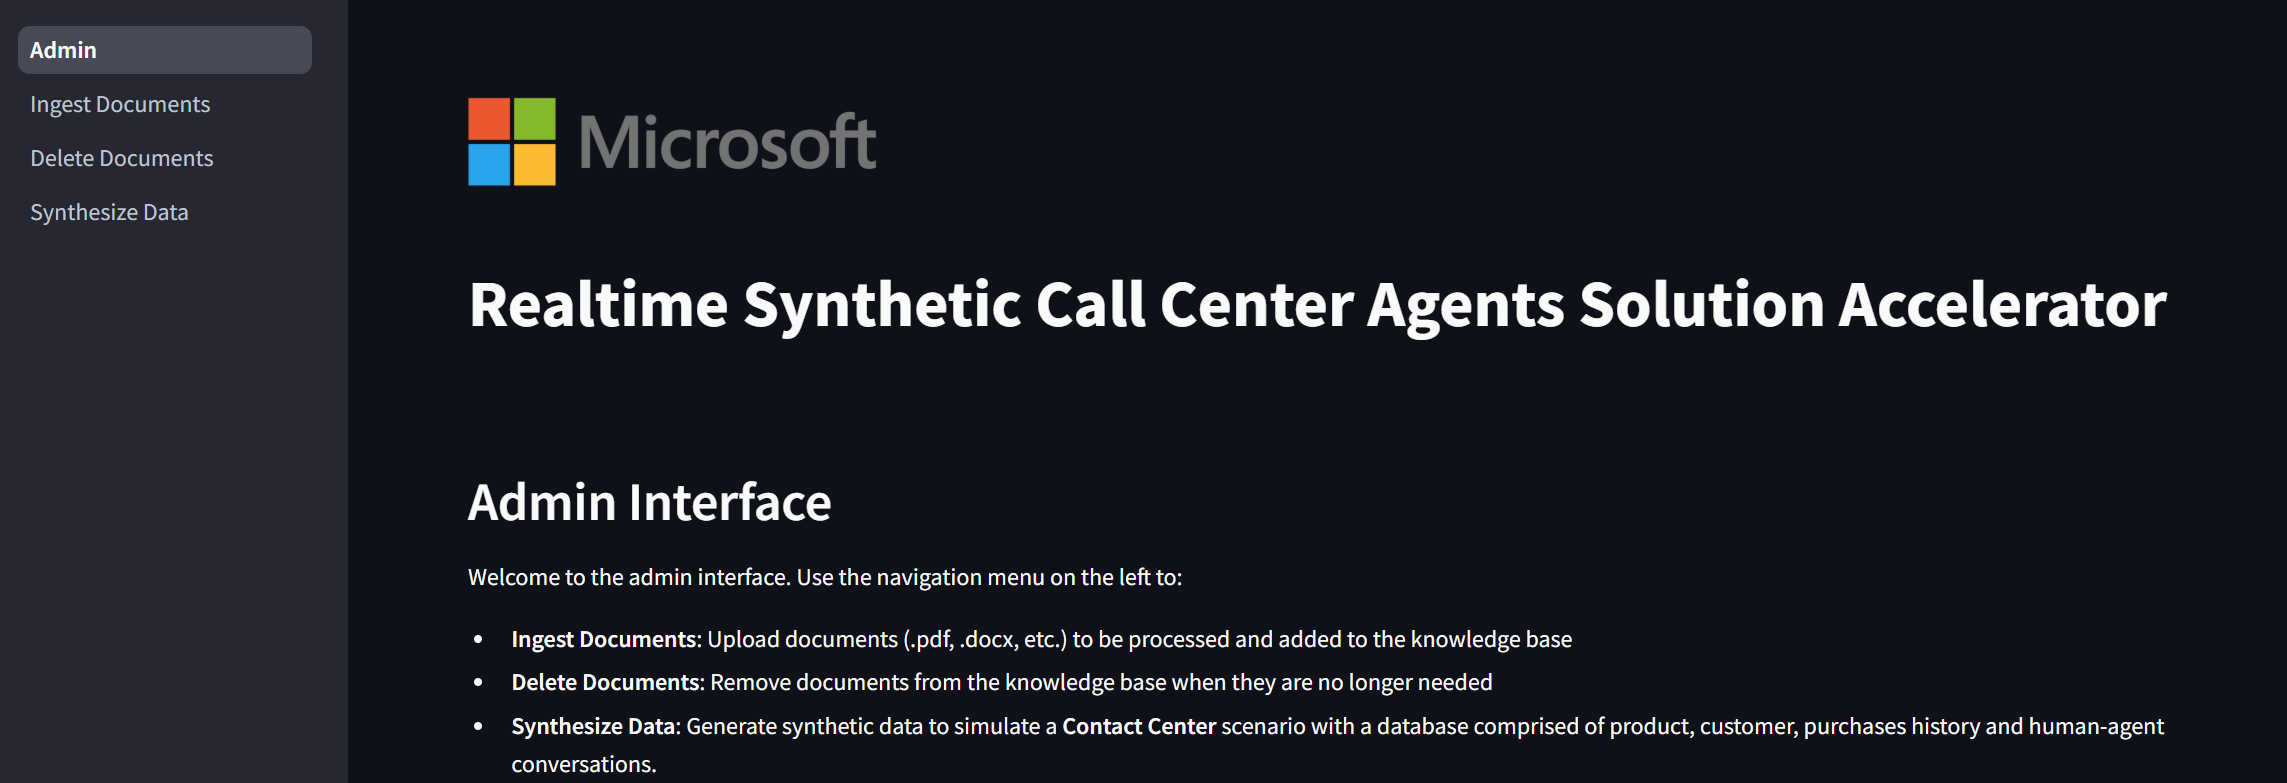 Admin
Ingest Documents
Delete Documents
Synthesize Data
Microsoft
Realtime Synthetic Call Center Agents Solution Accelerator
Admin Interface
Welcome to the admin interface. Use the navigation menu on the left to:
• Ingest Documents: Upload documents (.pdf, .docx, etc.) to be processed and added to the knowledge base
• Delete Documents: Remove documents from the knowledge base when they are no longer needed
• Synthesize Data: Generate synthetic data to simulate a Contact Center scenario with a database comprised of product, customer, purchases history and human-agent
conversations.